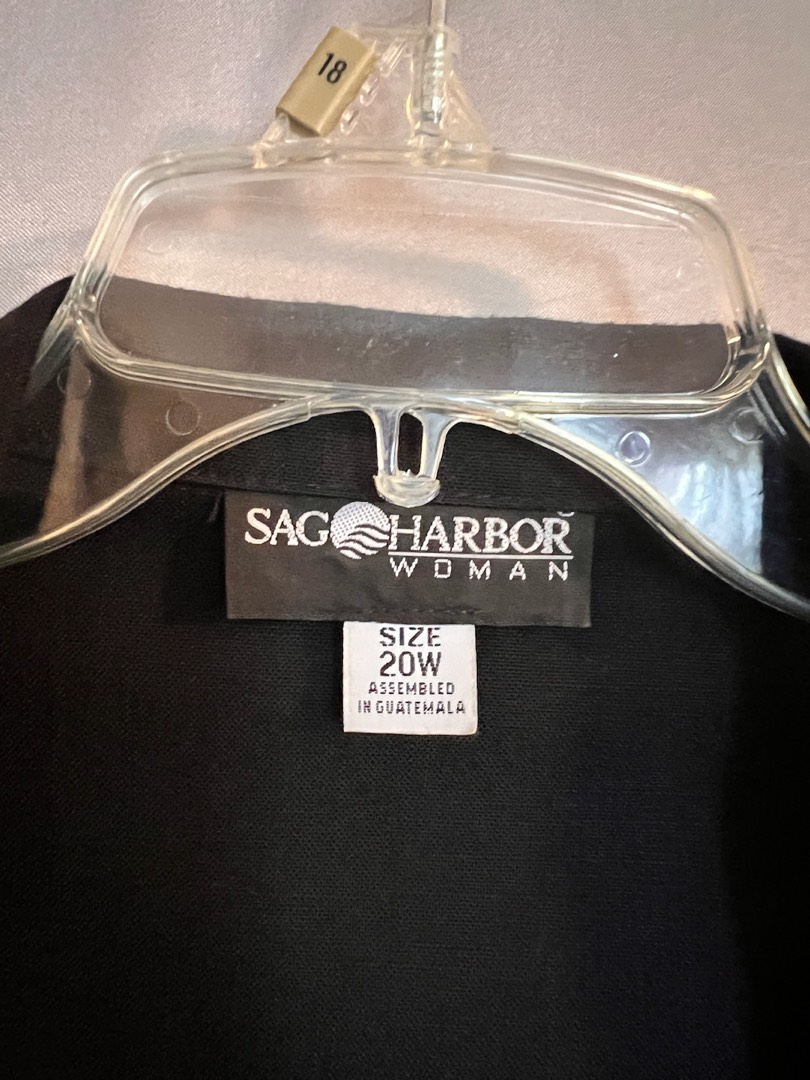 18
SAG HARBOR
WOMAN
SIZE
20W
ASSEMBLED
IN GUATEMALA